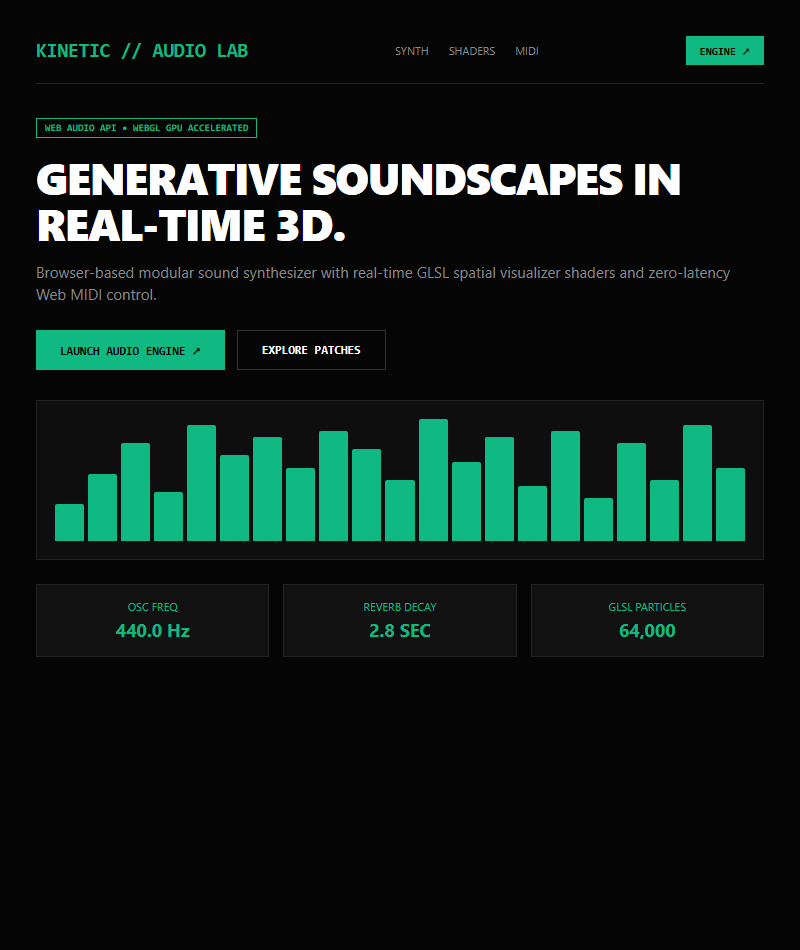 KINETIC // AUDIO LAB
SYNTH SHADERS MIDI
ENGINE ↗
WEB AUDIO API • WEBGL GPU ACCELERATED
GENERATIVE SOUNDSCAPES IN
REAL-TIME 3D.
Browser-based modular sound synthesizer with real-time GLSL spatial visualizer shaders and zero-latency
Web MIDI control.
LAUNCH AUDIO ENGINE ↗
EXPLORE PATCHES
OSC FREQ
440.0 Hz
REVERB DECAY
2.8 SEC
GLSL PARTICLES
64,000